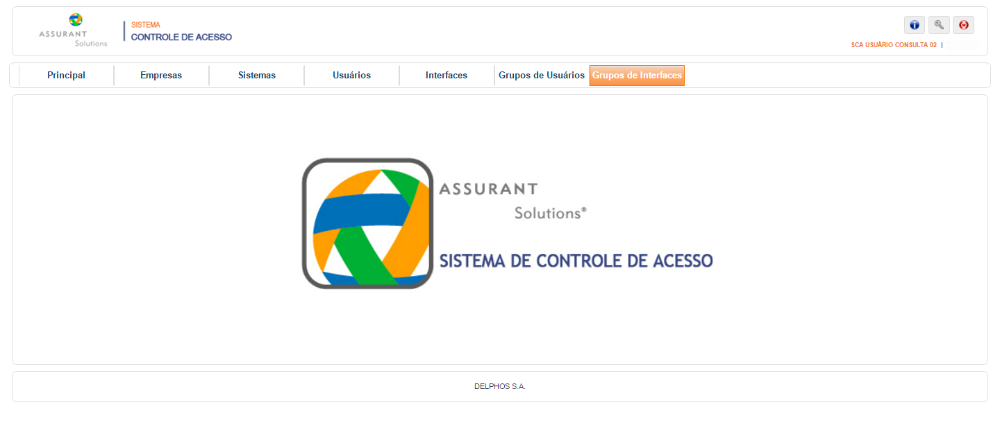 ASSURANT
Solutions
SISTEMA
CONTROLE DE ACESSO
SCA USUÁRIO CONSULTA 02 |
Principal
Empresas
Sistemas
Usuários
Interfaces
Grupos de Usuários
Grupos de Interfaces
ASSURANT
Solutions®
SISTEMA DE CONTROLE DE ACESSO
DELPHOS S.A.